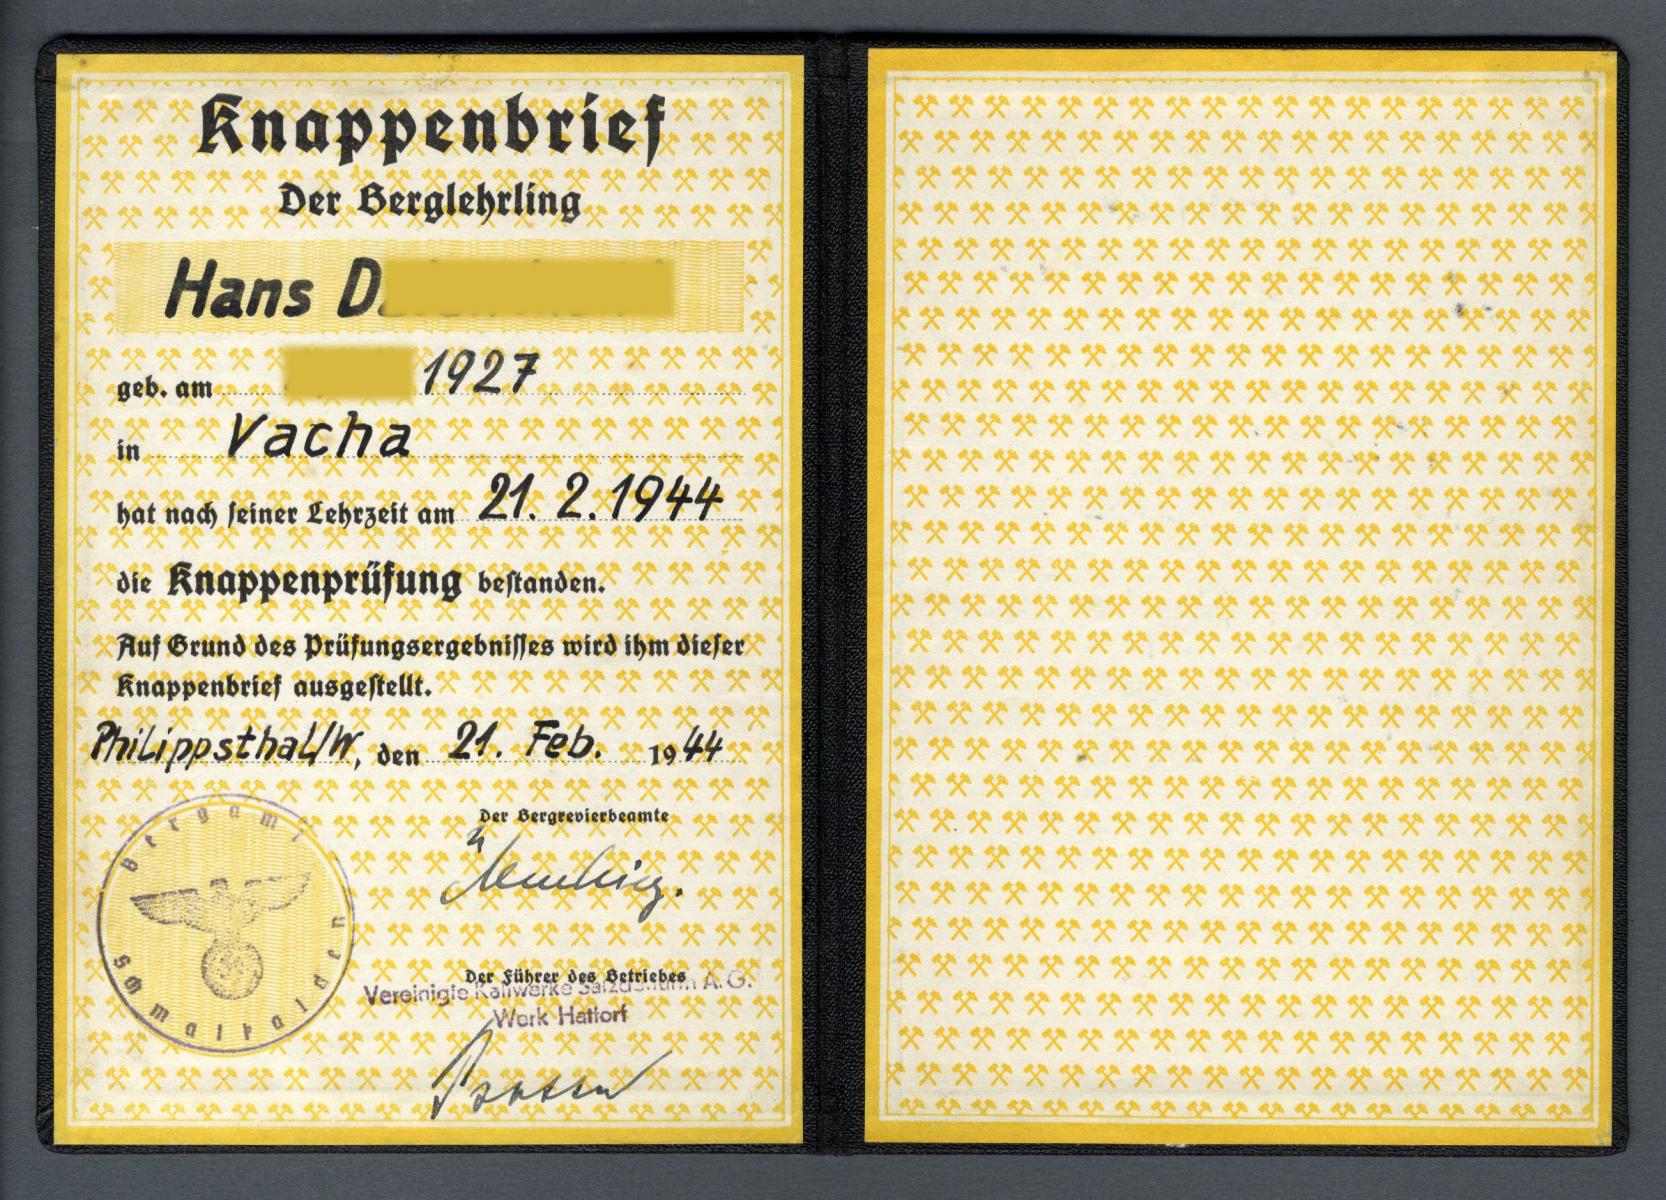 Knappenbrief
Der Berglehrling
Hans D
geb. am 1927
in Vacha
hat nach seiner Lehrzeit am 21. 2. 1944
die Knappenprüfung bestanden.
Auf Grund des Prüfungsergebnisses wird ihm dieser
Knappenbrief ausgestellt.
Philippsthal/W, den 21. Feb. 1944
Bergamt
Schmalkalden
Der Bergrevierbeamte
Der Führer des Betriebes
Vereinigte Kaliwerke Salzdetfurth A.G.
Werk Hattorf